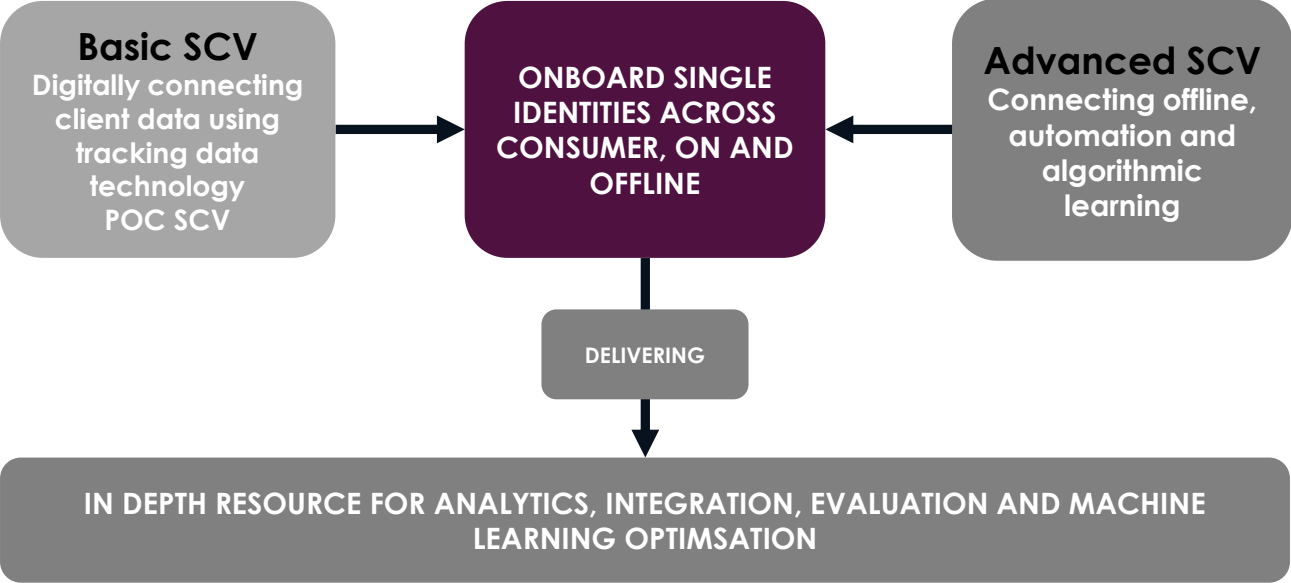 Basic SCV
Digitally connecting
client data using
tracking data
technology
POC SCV
ONBOARD SINGLE
IDENTITIES ACROSS
CONSUMER, ON AND
OFFLINE
Advanced SCV
Connecting offline,
automation and
algorithmic
learning
DELIVERING
IN DEPTH RESOURCE FOR ANALYTICS, INTEGRATION, EVALUATION AND MACHINE
LEARNING OPTIMSATION